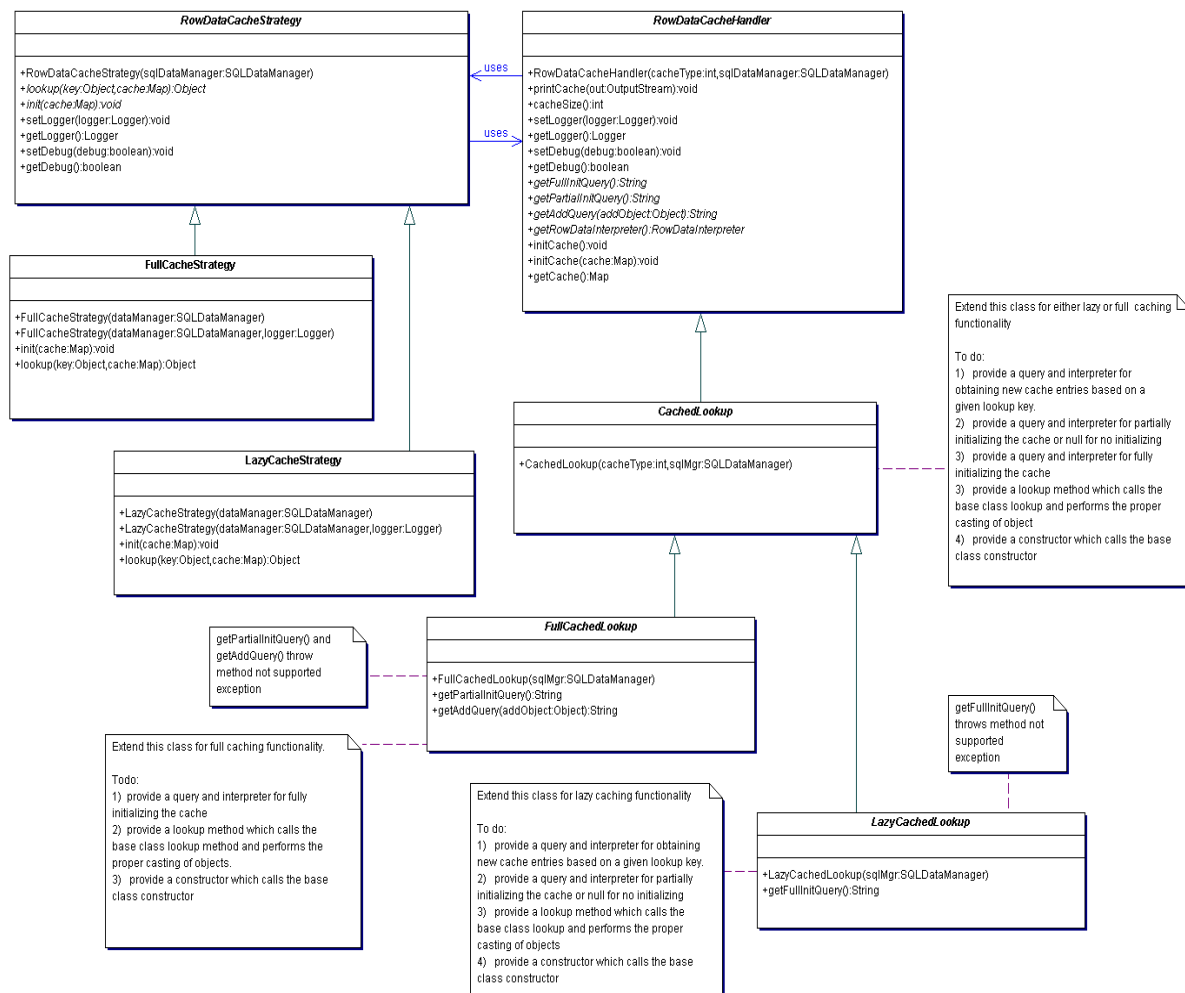 RowDataCacheStrategy
+RowDataCacheStrategy(sqlDataManager:SQLDataManager)
+lookup(key:Object,cache:Map):Object
+init(cache:Map):void
+setLogger(logger:Logger):void
+getLogger():Logger
+setDebug(debug:boolean):void
+getDebug():boolean
uses
uses
RowDataCacheHandler
+RowDataCacheHandler(cacheType:int,sqlDataManager:SQLDataManager)
+printCache(out:OutputStream):void
+cacheSize():int
+setLogger(logger:Logger):void
+getLogger():Logger
+setDebug(debug:boolean):void
+getDebug():boolean
+getFullInitQuery():String
+getPartialInitQuery():String
+getAddQuery(addObject:Object):String
+getRowDataInterpreter():RowDataInterpreter
+initCache():void
+initCache(cache:Map):void
+getCache():Map
FullCacheStrategy
+FullCacheStrategy(dataManager:SQLDataManager)
+FullCacheStrategy(dataManager:SQLDataManager,logger:Logger)
+init(cache:Map):void
+lookup(key:Object,cache:Map):Object
Extend this class for either lazy or full caching
functionality
To do:
1) provide a query and interpreter for
obtaining new cache entries based on a
given lookup key.
2) provide a query and interpreter for partially
initializing the cache or null for no initializing
3) provide a query and interpreter for fully
initializing the cache
3) provide a lookup method which calls the
base class lookup and performs the proper
casting of object
4) provide a constructor which calls the base
class constructor
CachedLookup
+CachedLookup(cacheType:int,sqlMgr:SQLDataManager)
LazyCacheStrategy
+LazyCacheStrategy(dataManager:SQLDataManager)
+LazyCacheStrategy(dataManager:SQLDataManager,logger:Logger)
+init(cache:Map):void
+lookup(key:Object,cache:Map):Object
getPartialInitQuery() and
getAddQuery() throw
method not supported
exception
FullCachedLookup
+FullCachedLookup(sqlMgr:SQLDataManager)
+getPartialInitQuery():String
+getAddQuery(addObject:Object):String
getFullInitQuery()
throws method not
supported
exception
Extend this class for full caching functionality.
Todo:
1) provide a query and interpreter for fully
initializing the cache
2) provide a lookup method which calls the
base class lookup method and performs the
proper casting of objects.
3) provide a constructor which calls the base
class constructor
Extend this class for lazy caching functionality
To do:
1) provide a query and interpreter for obtaining
new cache entries based on a given lookup key.
2) provide a query and interpreter for partially
initializing the cache or null for no initializing
3) provide a lookup method which calls the
base class lookup and performs the proper
casting of objects
4) provide a constructor which calls the base
class constructor
LazyCachedLookup
+LazyCachedLookup(sqlMgr:SQLDataManager)
+getFullInitQuery():String